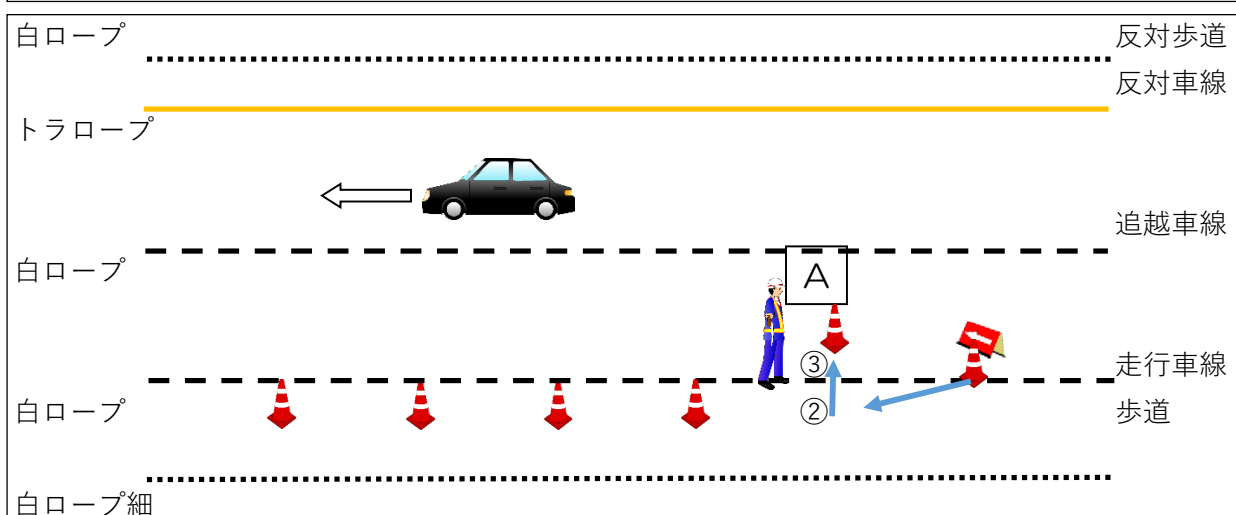 白ロープ
反対歩道
反対車線
トラロープ
追越車線
白ロープ
A
③
走行車線
白ロープ
②
歩道
白ロープ細